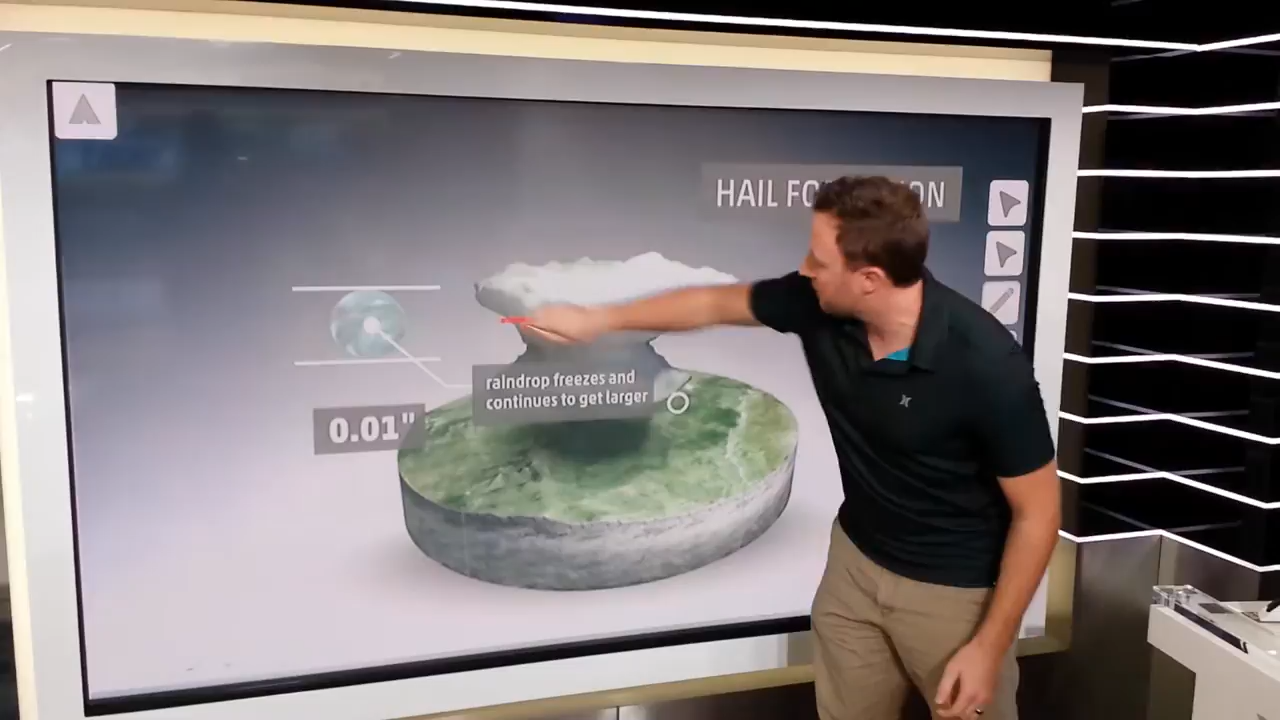 HAIL FO ON
raindrop freezes and
continues to get larger
0.01"